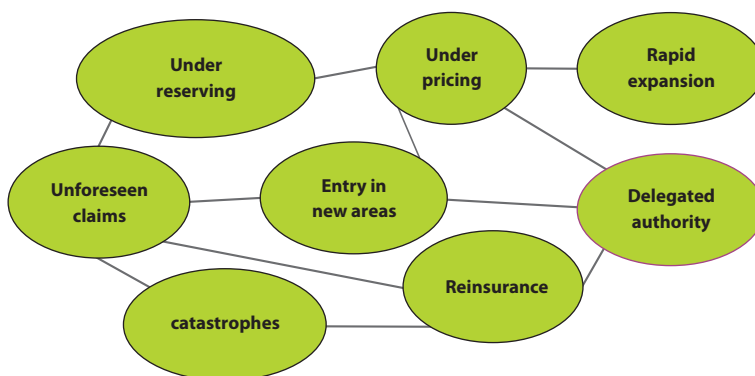 Under
reserving
Under
pricing
Rapid
expansion
Unforeseen
claims
Entry in
new areas
Delegated
authority
catastrophes
Reinsurance